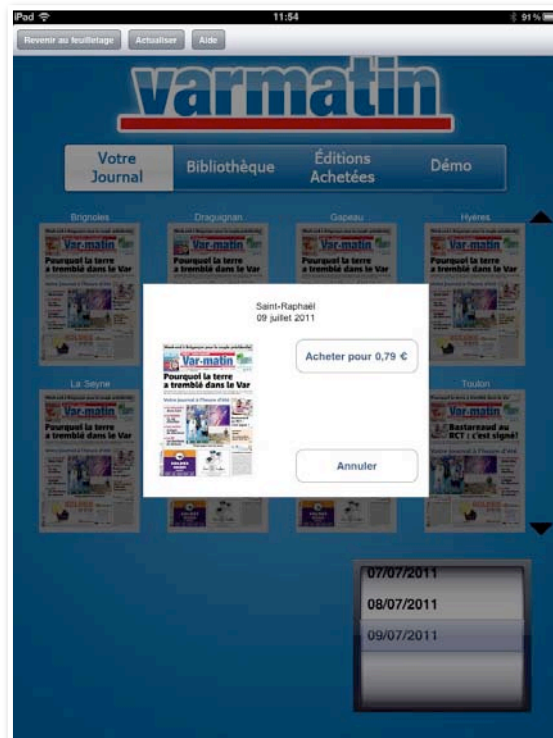 iPad
11:54
91 %
Revenir au feuilletage
Actualiser
Aide
varmatin
Votre Journal
Bibliothèque
Éditions Achetées
Démo
Brignoles
Draguignan
Gapeau
Hyères
Var-matin
Pourquoi la terre
a tremblé dans le Var
Var-matin
Pourquoi la terre
a tremblé dans le Var
Var-matin
Pourquoi la terre
a tremblé dans le Var
Var-matin
Pourquoi la terre
a tremblé dans le Var
Saint-Raphaël
09 juillet 2011
Var-matin
Pourquoi la terre
a tremblé dans le Var
Votre journal à l'heure d'été
SOLDES
Acheter pour 0,79 €
Annuler
La Seyne
Toulon
Var-matin
Pourquoi la terre
a tremblé dans le Var
Var-matin
Bastareaud au
RCT : c'est signé!
07/07/2011
08/07/2011
09/07/2011